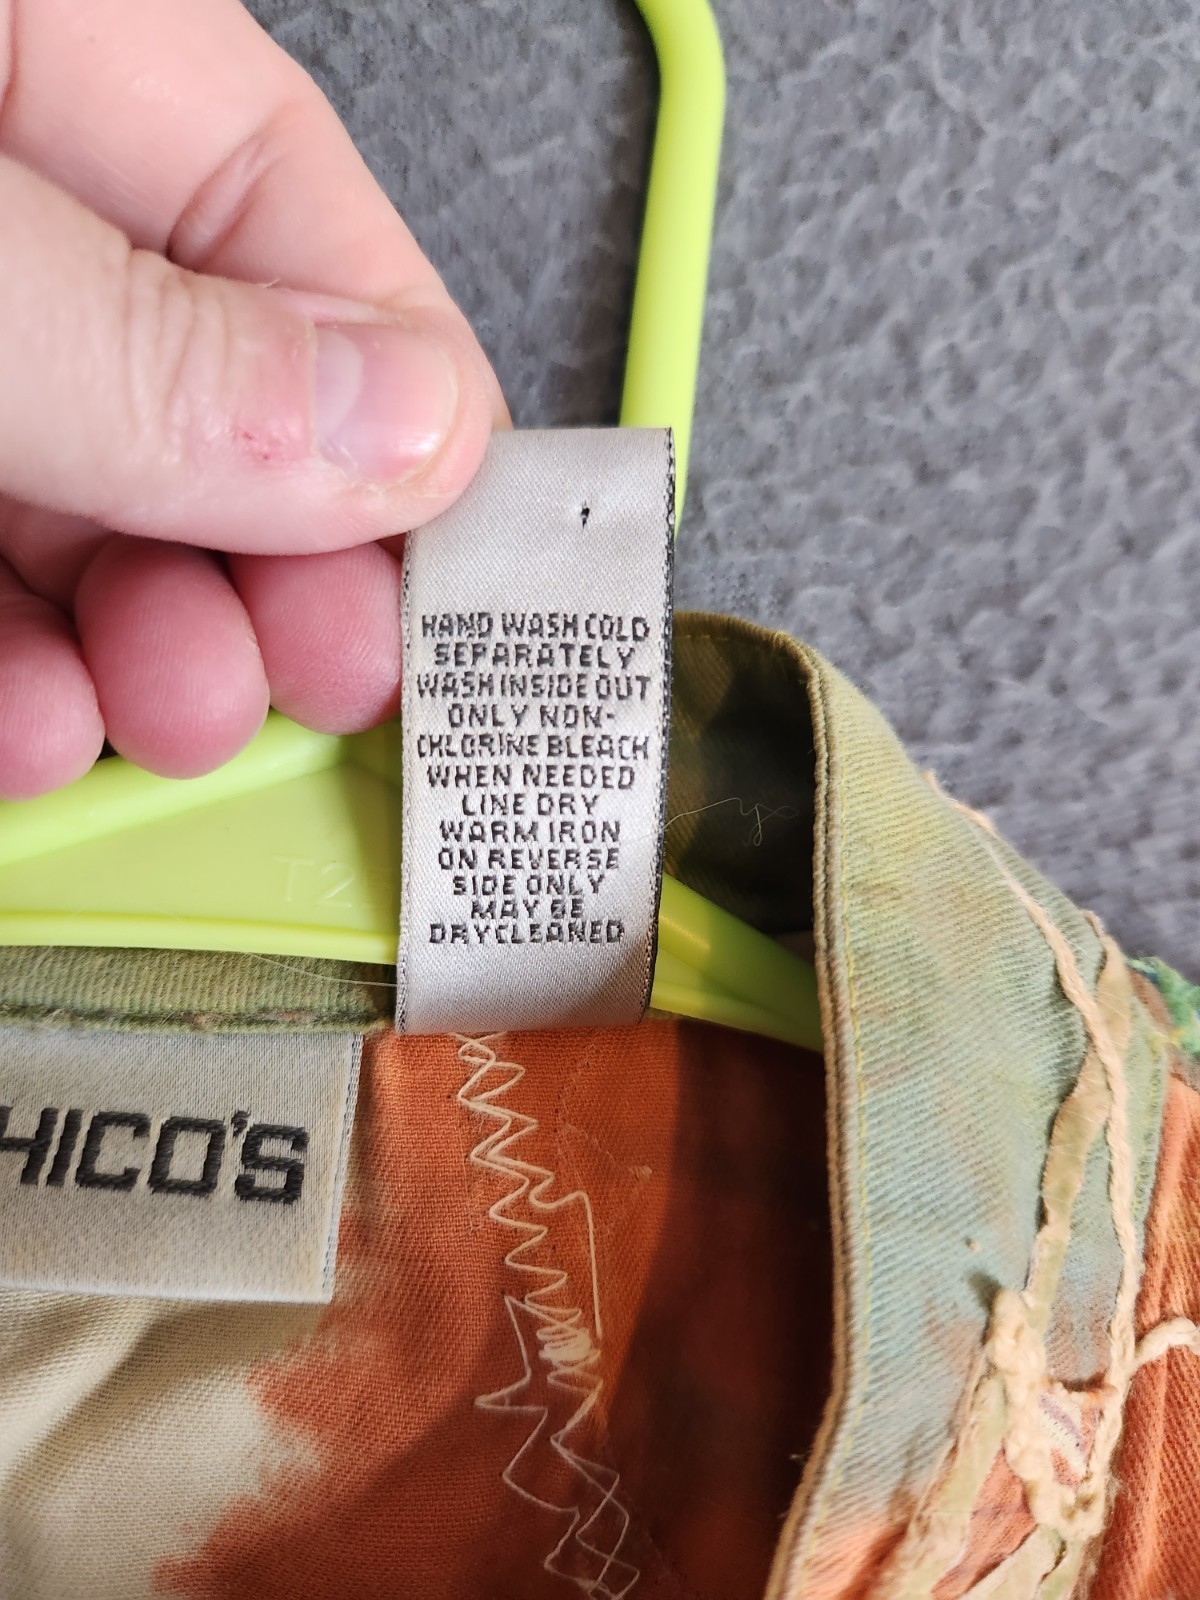 HAND WASH COLD
SEPARATELY
WASH INSIDE OUT
ONLY NON-
CHLORINE BLEACH
WHEN NEEDED
LINE DRY
WARM IRON
ON REVERSE
SIDE ONLY
MAY BE
DRYCLEANED
T2
HICO'S